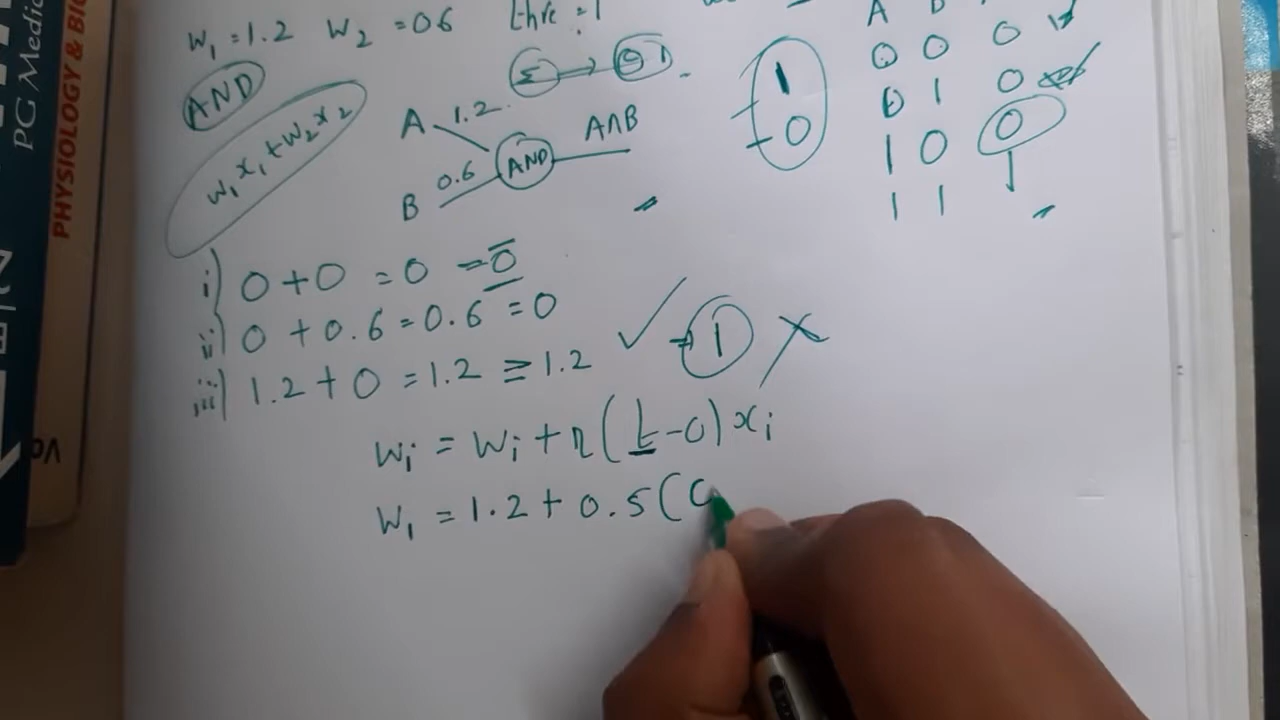 W₁ = 1.2 W₂ = 0.6 thre = 1
AND
w₁x₁+w₂x₂
Σ → 1
A 1.2
B 0.6
AND A∩B
1
0
A
0 0 0
0 1 0
1 0 0
1 1
i) 0+0 = 0 = 0
ii) 0 + 0.6 = 0.6 = 0
iii) 1.2 + 0 = 1.2 ≥ 1.2 → 1
wᵢ = wᵢ + η(t-0)xᵢ
W₁ = 1.2 + 0.5(0
PG Medic
PHYSIOLOGY & BIO